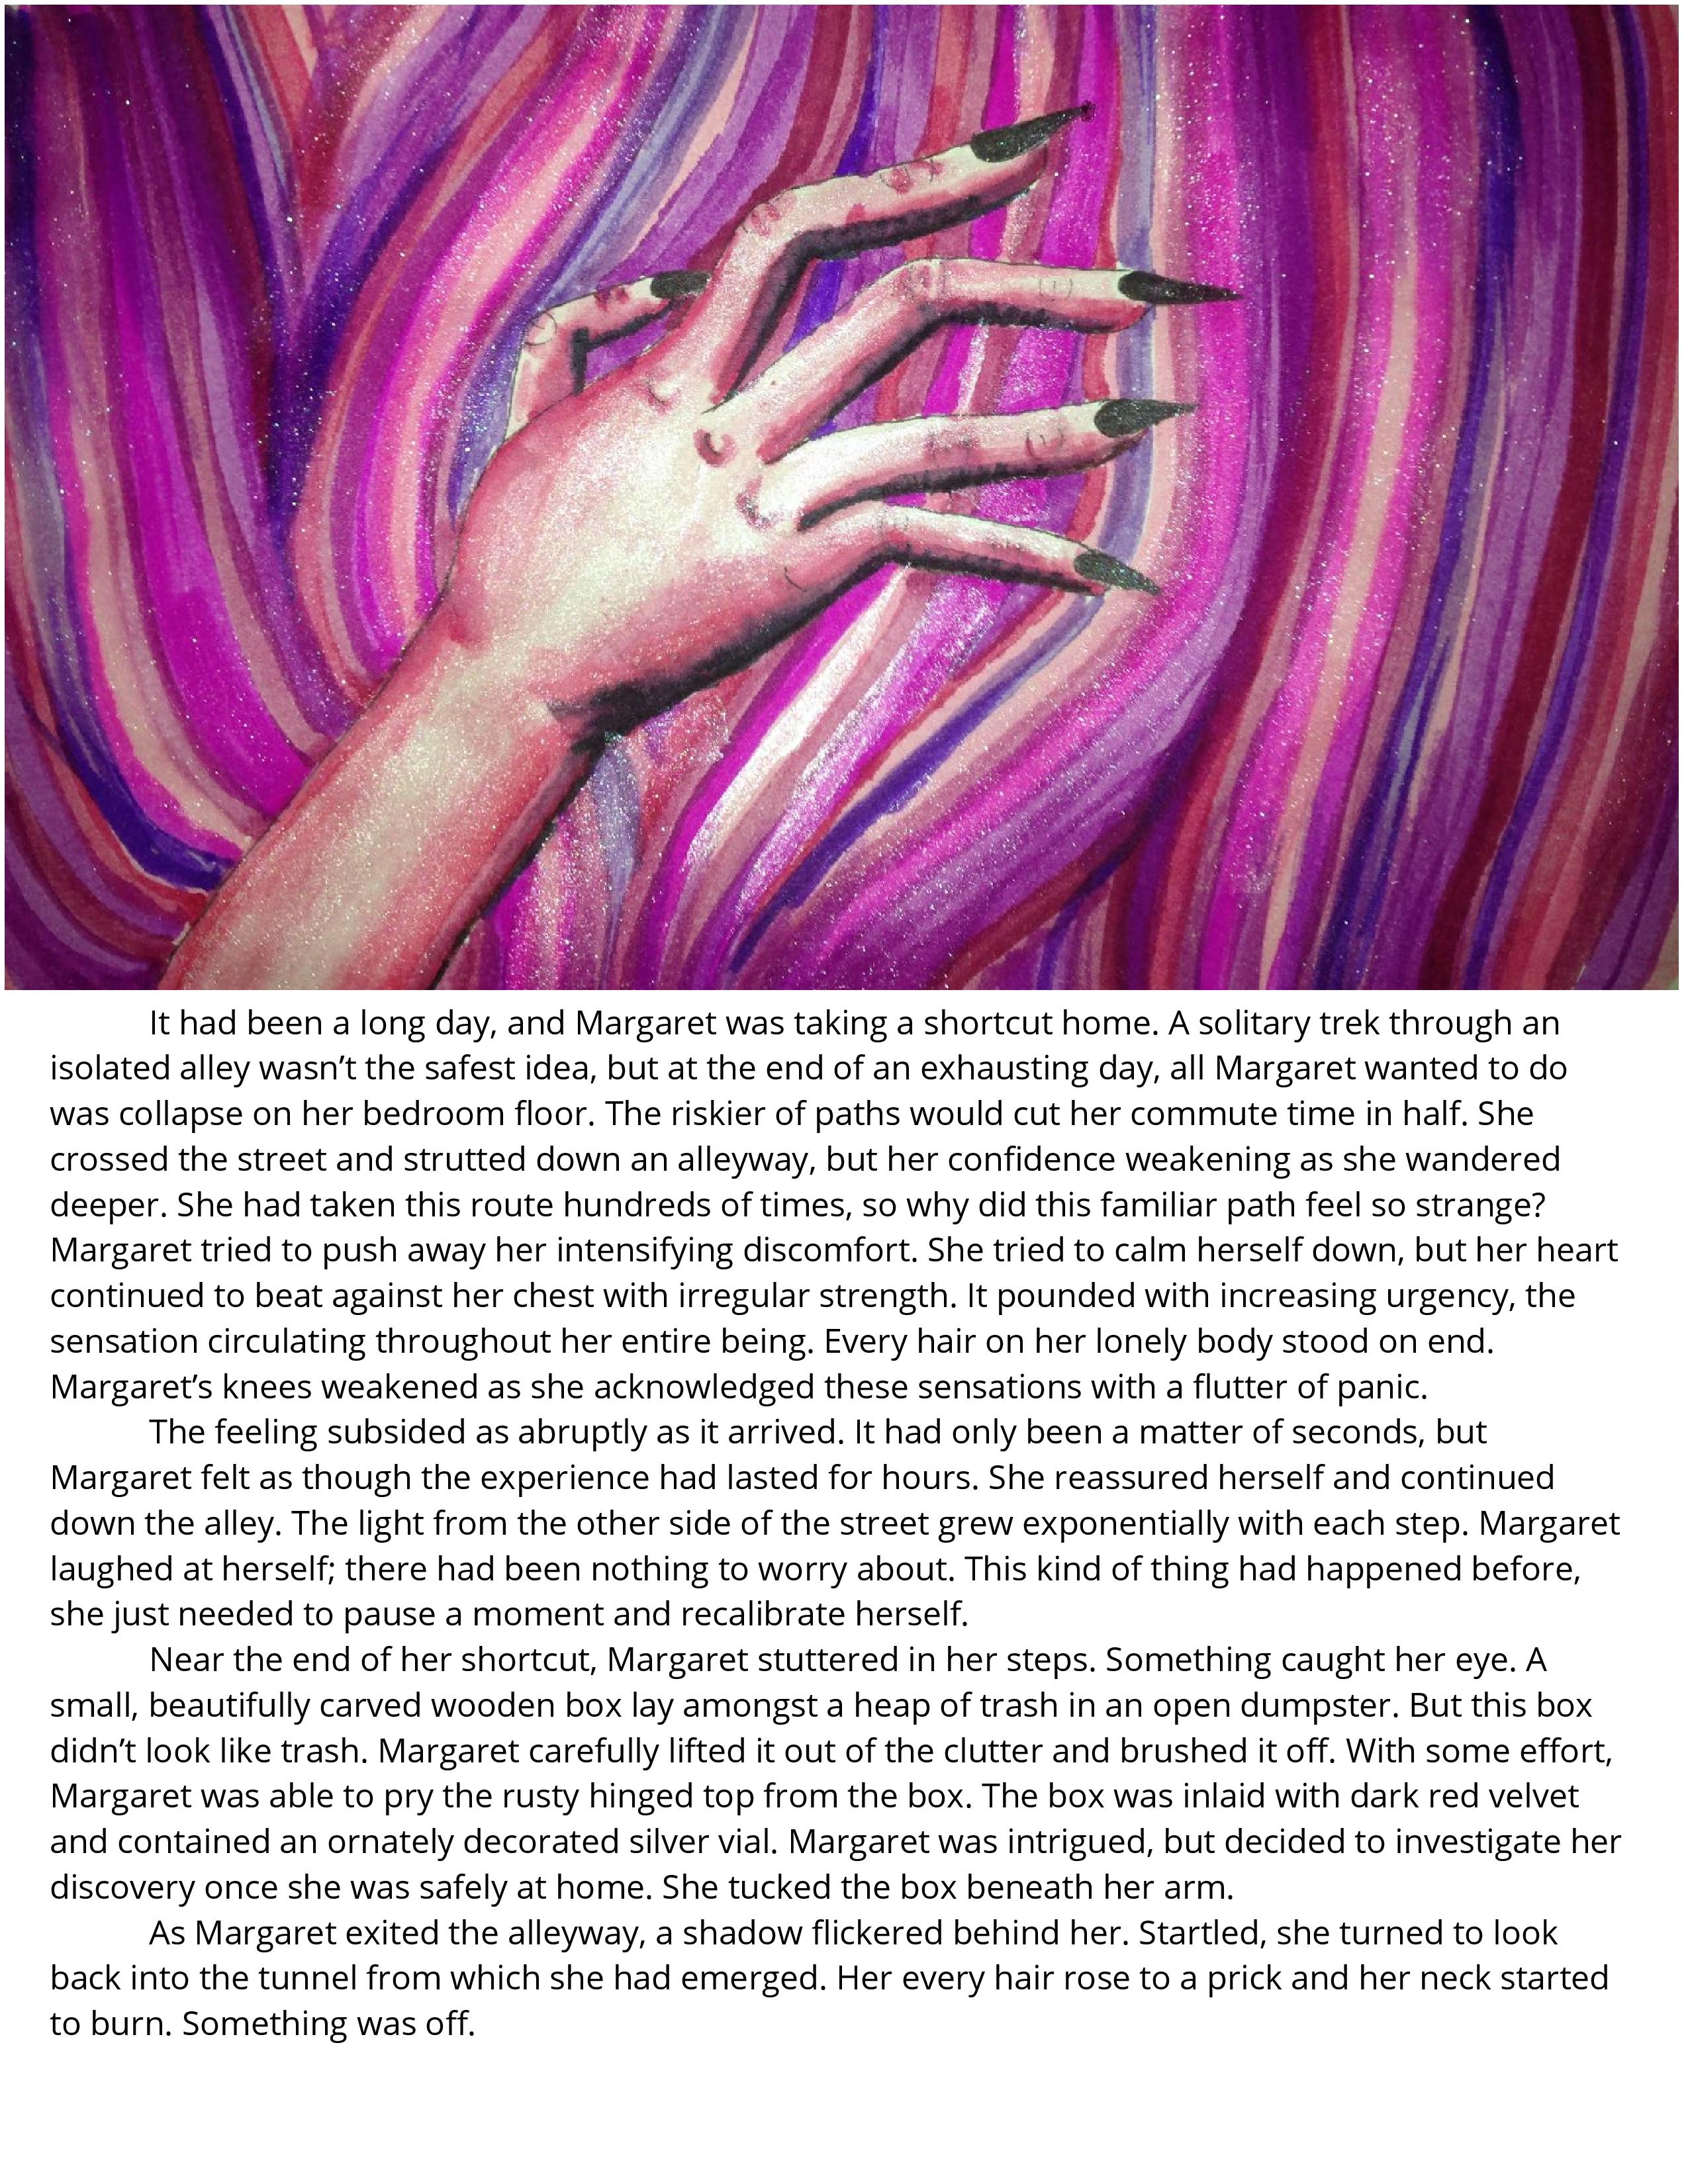 It had been a long day, and Margaret was taking a shortcut home. A solitary trek through an
isolated alley wasn’t the safest idea, but at the end of an exhausting day, all Margaret wanted to do
was collapse on her bedroom floor. The riskier of paths would cut her commute time in half. She
crossed the street and strutted down an alleyway, but her confidence weakening as she wandered
deeper. She had taken this route hundreds of times, so why did this familiar path feel so strange?
Margaret tried to push away her intensifying discomfort. She tried to calm herself down, but her heart
continued to beat against her chest with irregular strength. It pounded with increasing urgency, the
sensation circulating throughout her entire being. Every hair on her lonely body stood on end.
Margaret’s knees weakened as she acknowledged these sensations with a flutter of panic.
The feeling subsided as abruptly as it arrived. It had only been a matter of seconds, but
Margaret felt as though the experience had lasted for hours. She reassured herself and continued
down the alley. The light from the other side of the street grew exponentially with each step. Margaret
laughed at herself; there had been nothing to worry about. This kind of thing had happened before,
she just needed to pause a moment and recalibrate herself.
Near the end of her shortcut, Margaret stuttered in her steps. Something caught her eye. A
small, beautifully carved wooden box lay amongst a heap of trash in an open dumpster. But this box
didn’t look like trash. Margaret carefully lifted it out of the clutter and brushed it off. With some effort,
Margaret was able to pry the rusty hinged top from the box. The box was inlaid with dark red velvet
and contained an ornately decorated silver vial. Margaret was intrigued, but decided to investigate her
discovery once she was safely at home. She tucked the box beneath her arm.
As Margaret exited the alleyway, a shadow flickered behind her. Startled, she turned to look
back into the tunnel from which she had emerged. Her every hair rose to a prick and her neck started
to burn. Something was off.